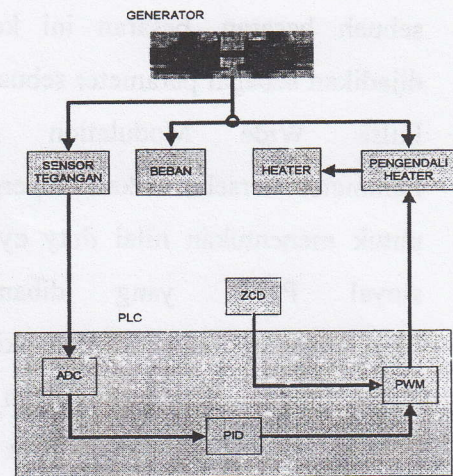 GENERATOR
SENSOR
TEGANGAN
BEBAN
HEATER
PENGENDALI
HEATER
ZCD
PLC
ADC
PWM
PID